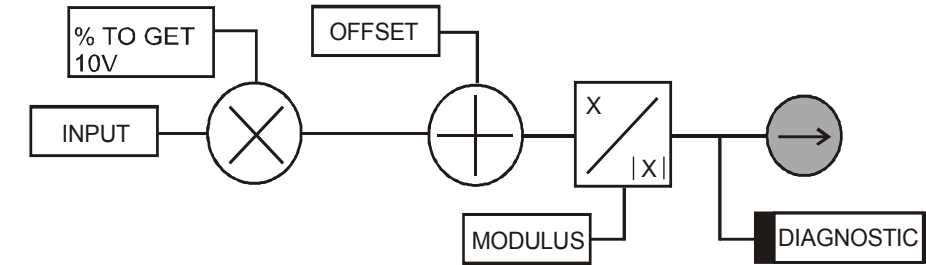 % TO GET
10V
OFFSET
INPUT
X
|X|
MODULUS
DIAGNOSTIC